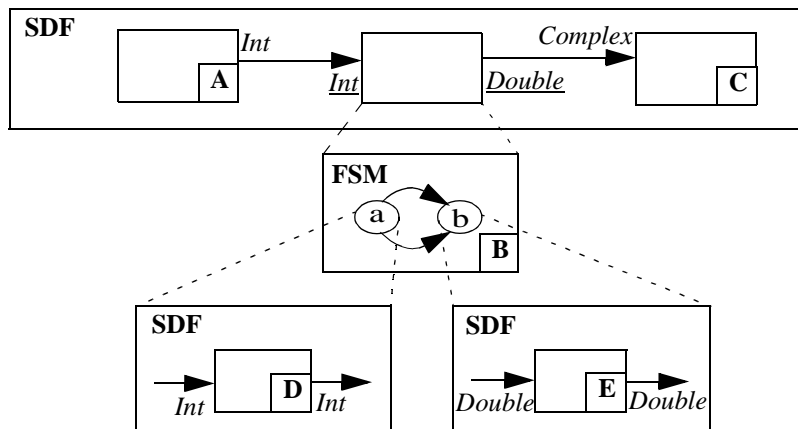 SDF
Int
Complex
A
Int
Double
C
FSM
a
b
B
SDF
SDF
D
E
Int
Int
Double
Double